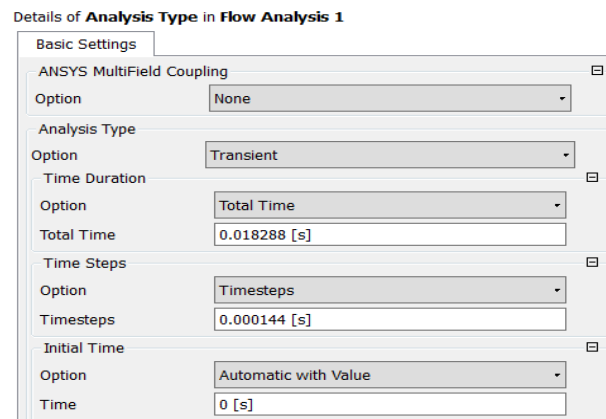 Details of Analysis Type in Flow Analysis 1
Basic Settings
ANSYS MultiField Coupling
Option None
Analysis Type
Option Transient
Time Duration
Option Total Time
Total Time 0.018288 [s]
Time Steps
Option Timesteps
Timesteps 0.000144 [s]
Initial Time
Option Automatic with Value
Time 0 [s]